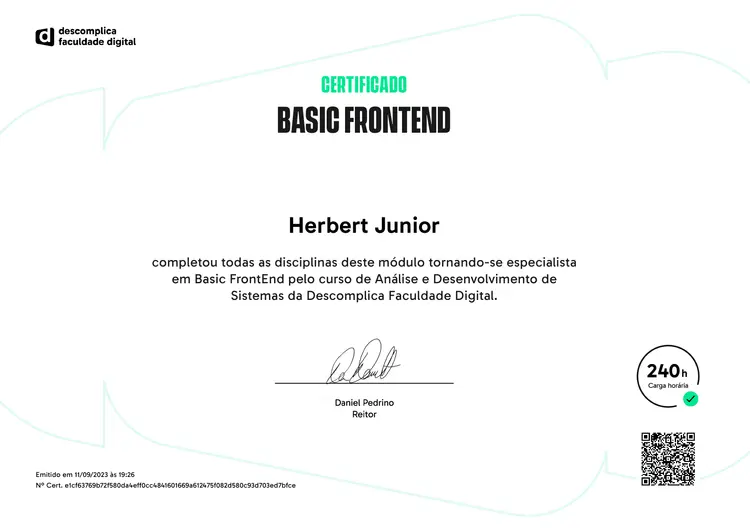 descomplica
faculdade digital
CERTIFICADO
BASIC FRONTEND
Herbert Junior
completou todas as disciplinas deste módulo tornando-se especialista
em Basic FrontEnd pelo curso de Análise e Desenvolvimento de
Sistemas da Descomplica Faculdade Digital.
Daniel Pedrino
Reitor
240h
Carga horária
Emitido em 11/09/2023 às 19:26
Nº Cert. e1cf63769b72f580da4eff0cc4841601669a612475f082d580c93d703ed7bfce